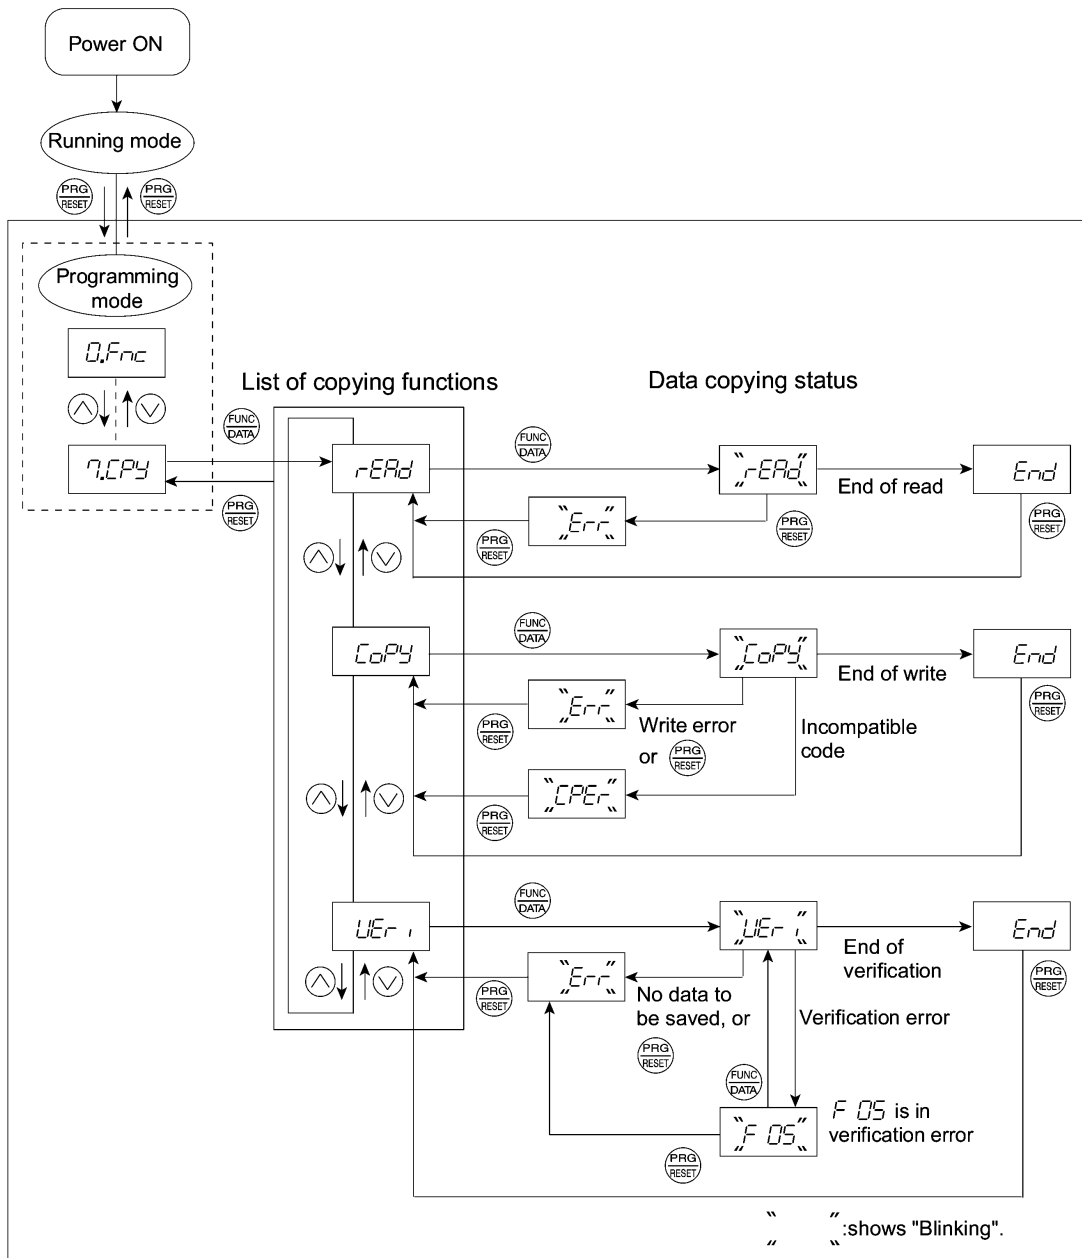 Power ON
Running mode
PRG
RESET
PRG
RESET
Programming
mode
0.Fnc
List of copying functions
Data copying status
FUNC
DATA
7.CPY
PRG
RESET
rEAd
FUNC
DATA
rEAd
End of read
End
Err
PRG
RESET
PRG
RESET
PRG
RESET
CoPY
FUNC
DATA
CoPY
End of write
End
Err
PRG
RESET
Write error
or PRG
RESET
Incompatible
code
PRG
RESET
CPEr
PRG
RESET
UEr i
FUNC
DATA
UEr i
End of
verification
End
Err
PRG
RESET
No data to
be saved, or
PRG
RESET
Verification error
PRG
RESET
FUNC
DATA
F 05
F 05 is in
verification error
PRG
RESET
:shows "Blinking".